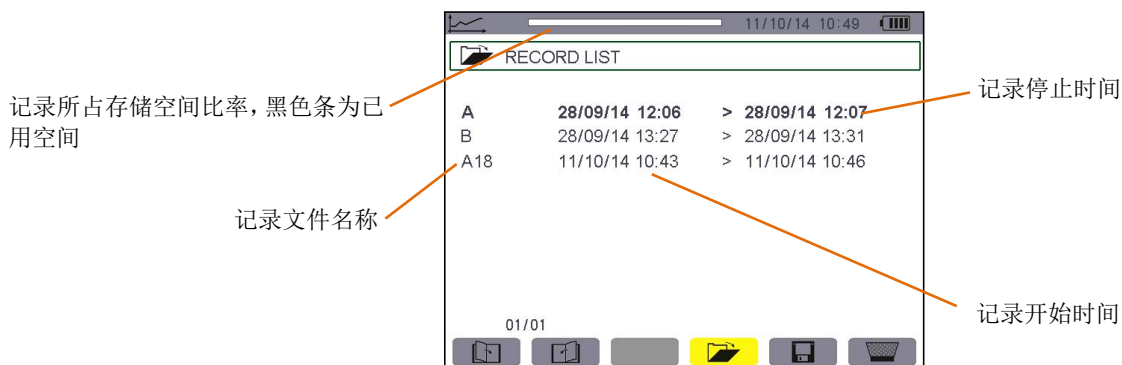 11/10/14 10:49
RECORD LIST
记录所占存储空间比率，黑色条为已
用空间
记录停止时间
A 28/09/14 12:06 > 28/09/14 12:07
B 28/09/14 13:27 > 28/09/14 13:31
A18 11/10/14 10:43 > 11/10/14 10:46
记录文件名称
记录开始时间
01/01